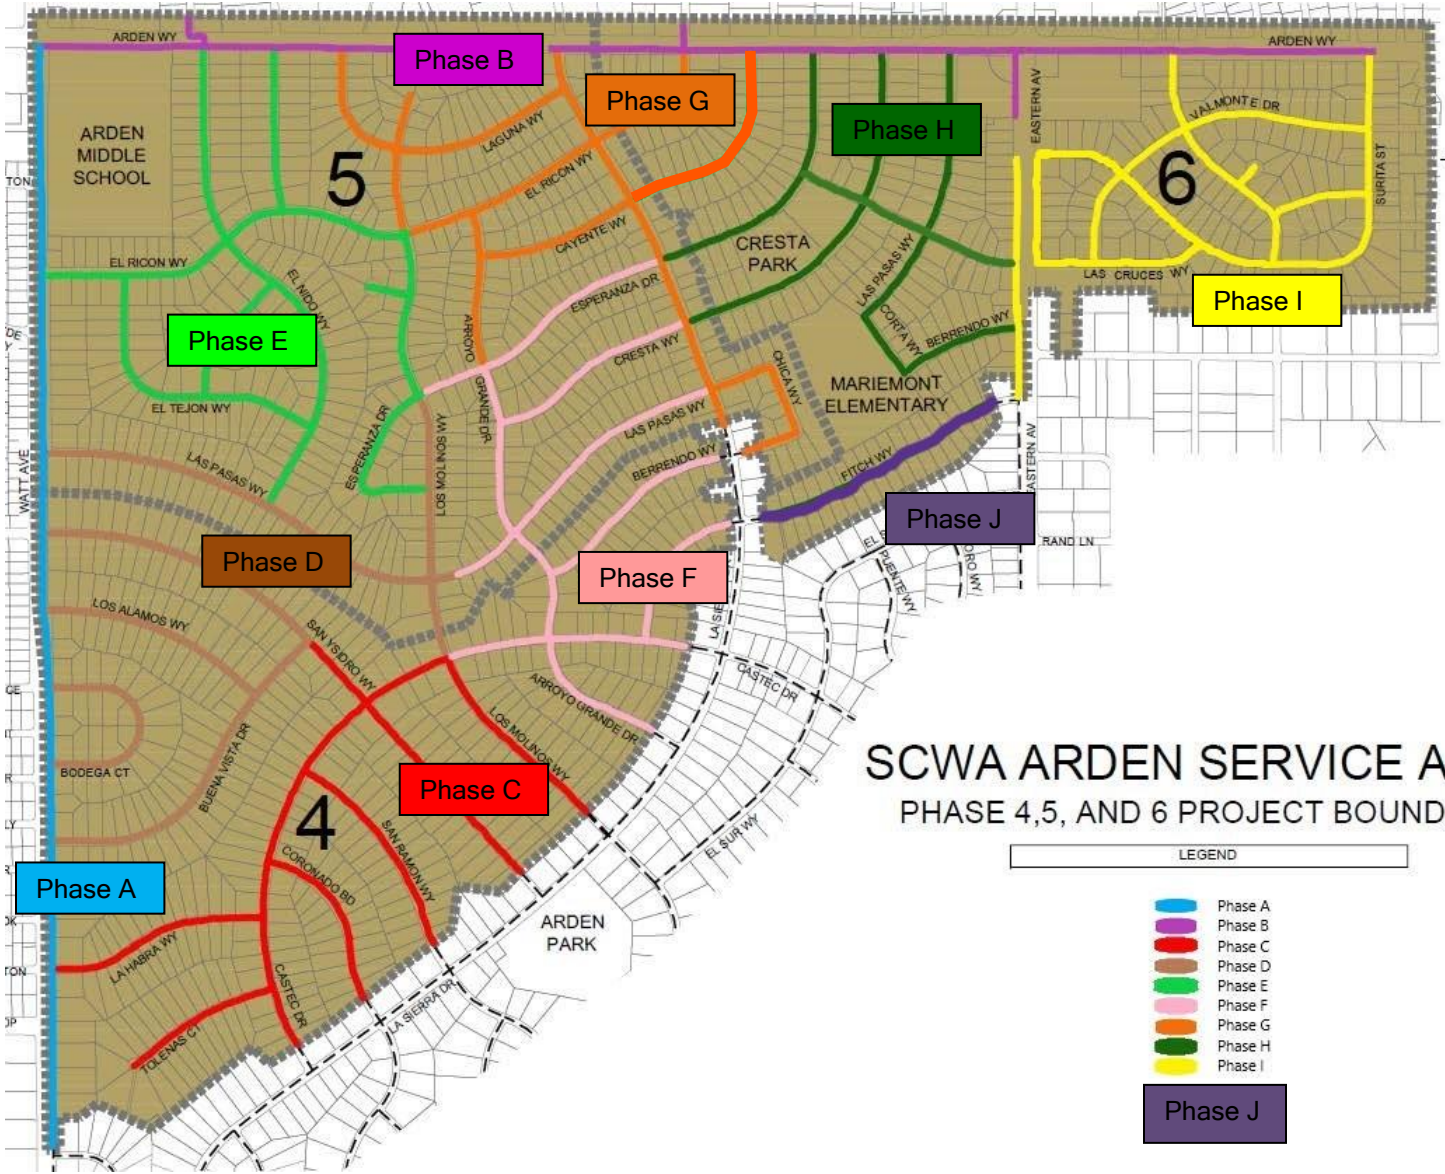 ARDEN WY
Phase B
ARDEN WY
Phase G
ARDEN
MIDDLE
SCHOOL
5
LAGUNA WY
EL RICON WY
CAYENTE WY
Phase H
EASTERN AV
VALMONTE DR
6
SURITA ST
TON
EL RICON WY
EL NIDO WY
CRESTA
PARK
LAS PASAS WY
LAS CRUCES WY
Phase I
ESPERANZA DR
CORTA WY
BERRENDO WY
Phase E
ARROYO
GRANDE DR
CRESTA WY
CHICA WY
MARIEMONT
ELEMENTARY
EL TEJON WY
ESPERANZA DR
LOS MOLINOS WY
LAS PASAS WY
BERRENDO WY
FITCH WY
EASTERN AV
WATT AVE
LAS PASAS WY
Phase J
Phase D
Phase F
RAND LN
PUENTE WY
LOS ALAMOS WY
SAN YSIDRO WY
CASTEC DR
ARROYO GRANDE DR
LOS MOLINOS WY
BODEGA CT
BUENA VISTA DR
Phase C
4
SAN RAMON WY
CORONADO BD
EL SUR WY
Phase A
ARDEN
PARK
LA HABRA WY
CASTEC DR
TOLENAS CT
LA SIERRA DR
SCWA ARDEN SERVICE A
PHASE 4,5, AND 6 PROJECT BOUND
LEGEND
Phase A
Phase B
Phase C
Phase D
Phase E
Phase F
Phase G
Phase H
Phase I
Phase J